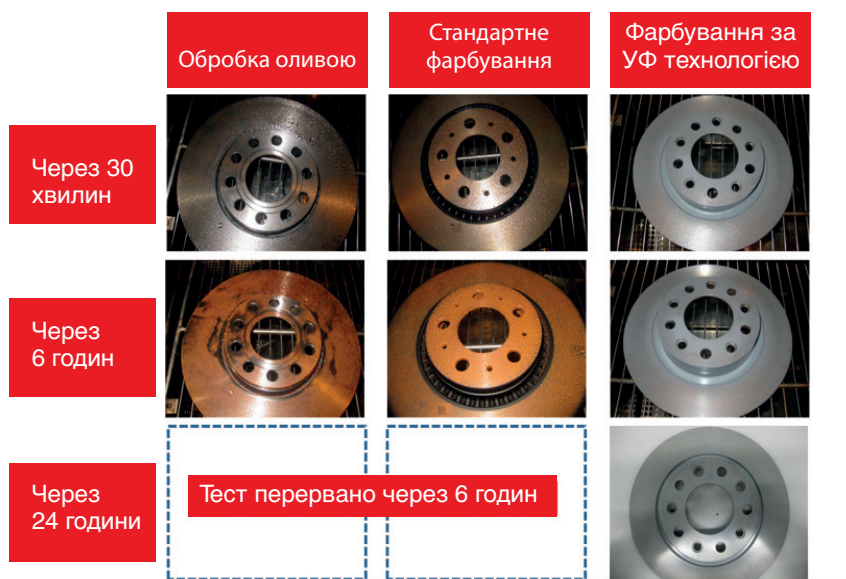 Обробка оливою
Стандартне
фарбування
Фарбування за
УФ технологією
Через 30
хвилин
Через
6 годин
Через
24 години
Тест перервано через 6 годин